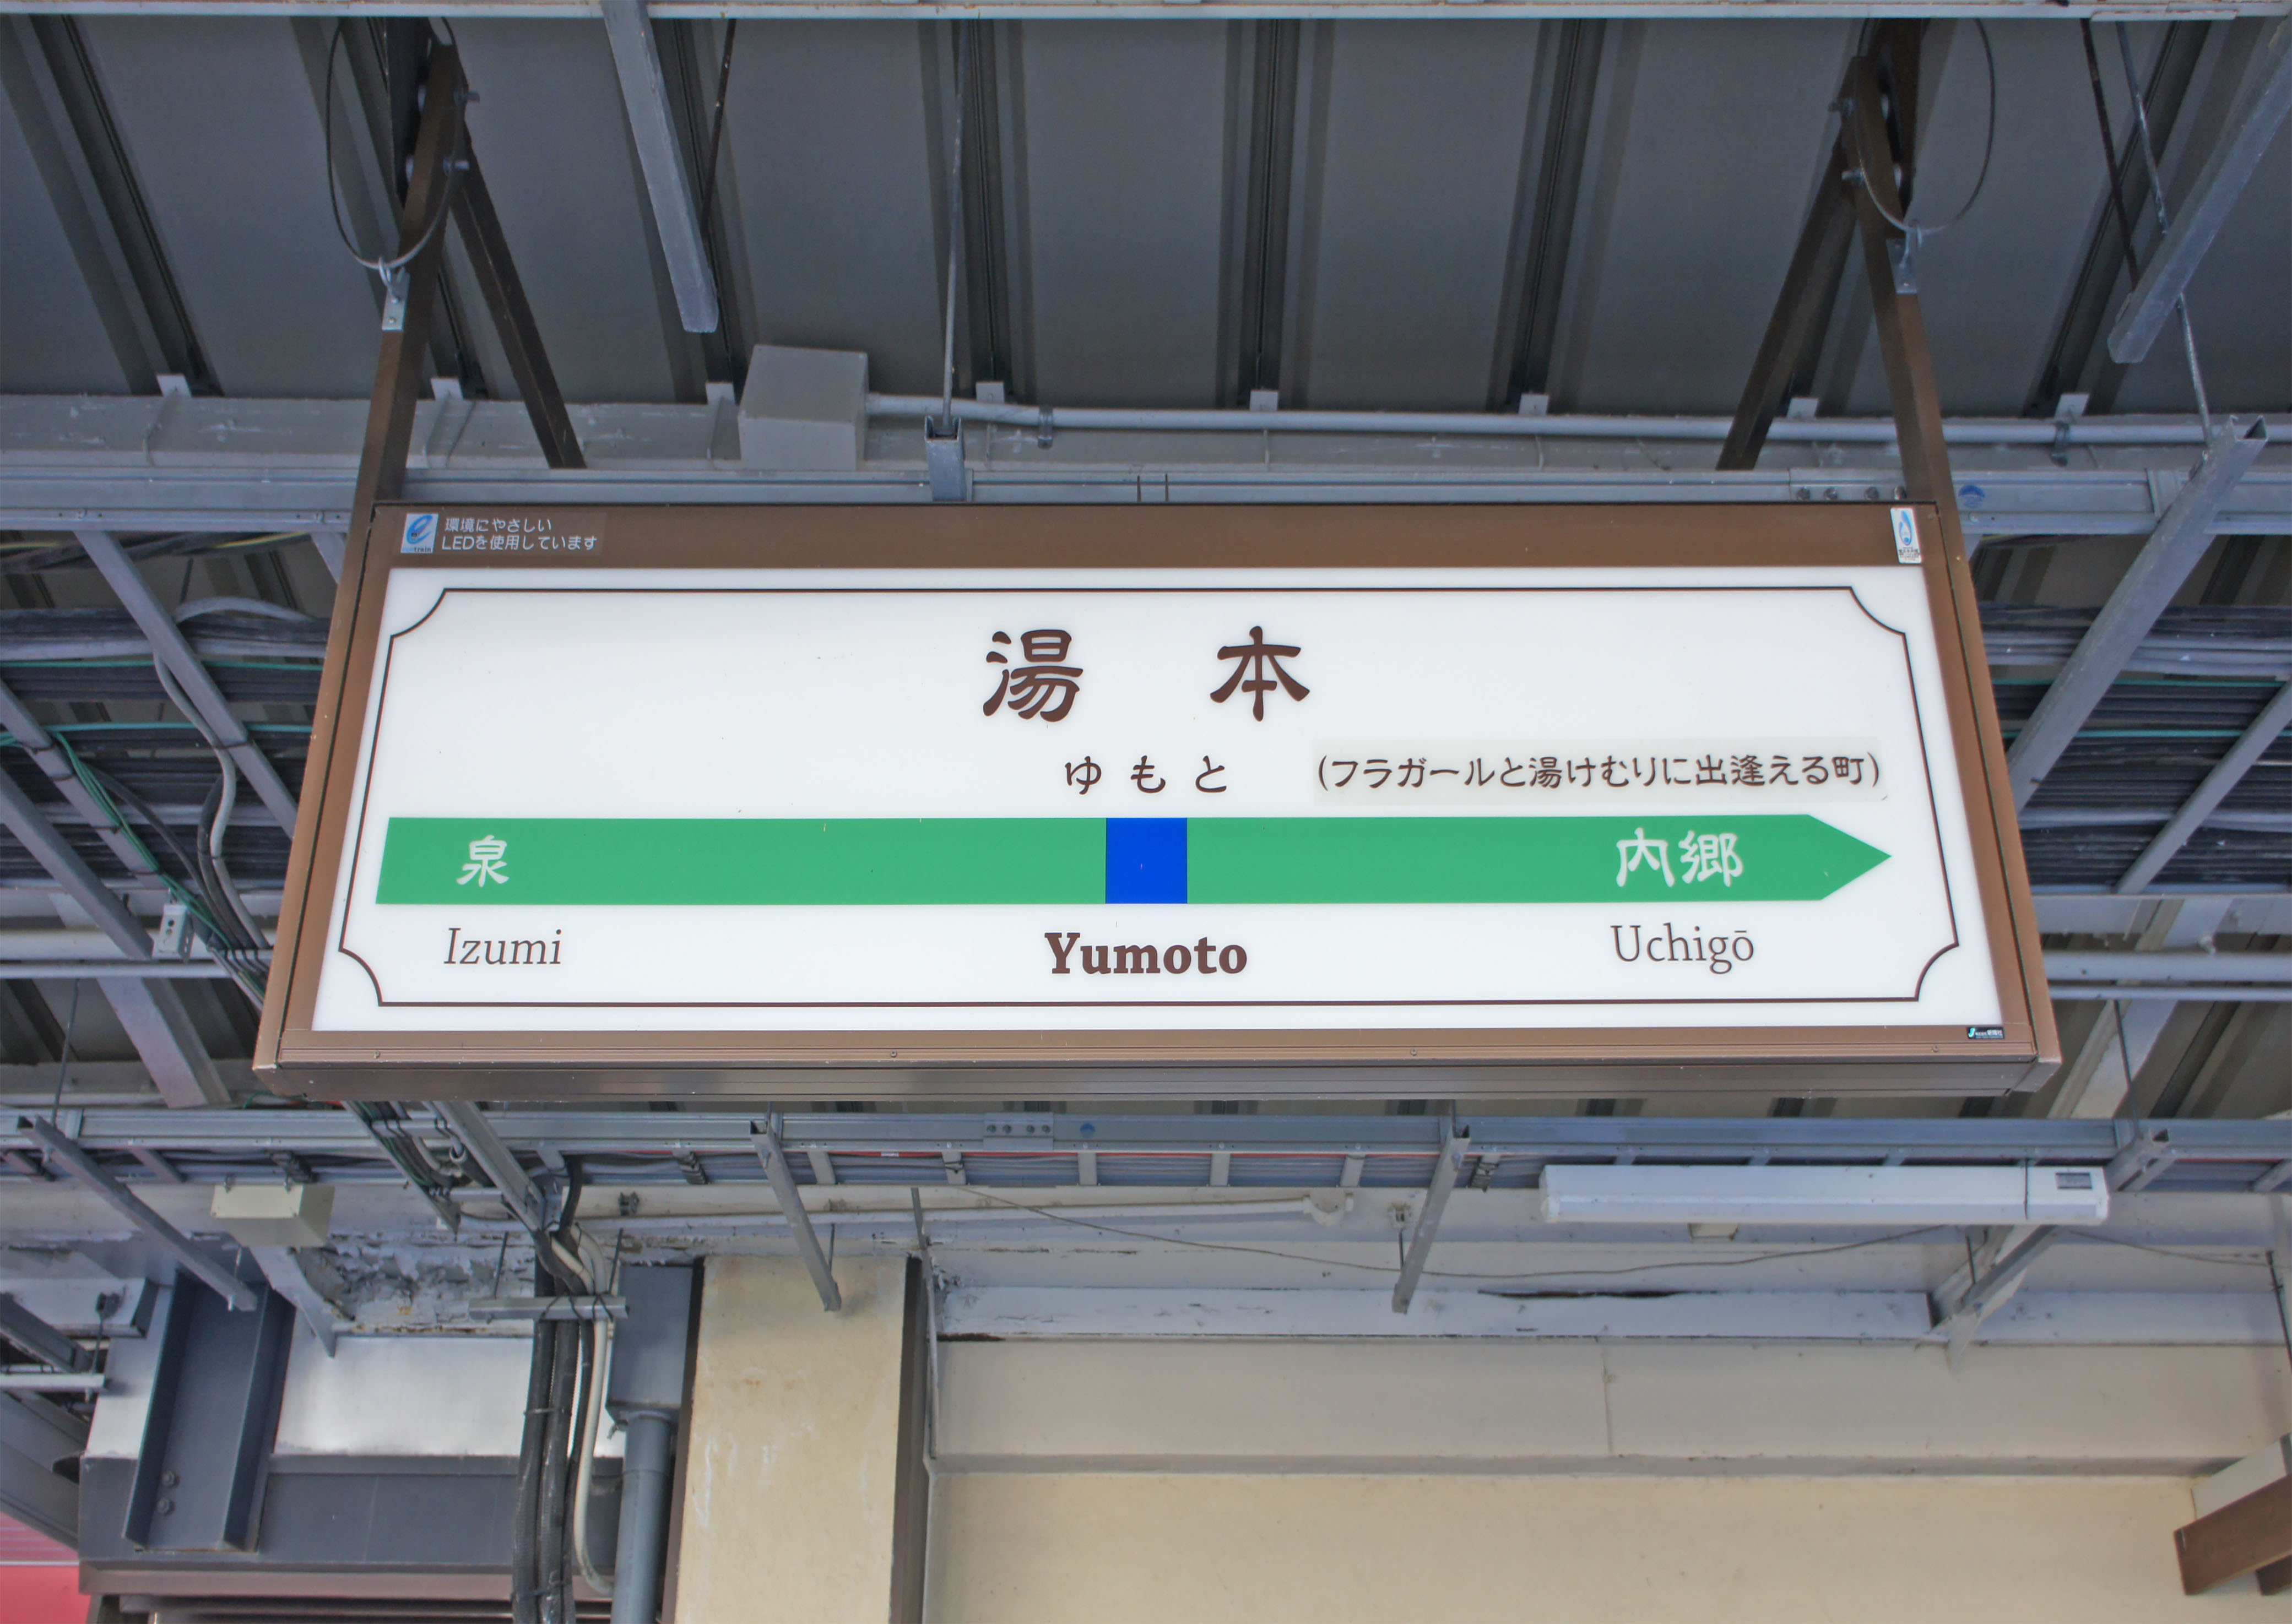 環境にやさしい
LEDを使用しています
湯 本
ゆ も と (フラガールと湯けむりに出逢える町)
泉 内郷
Izumi Yumoto Uchigō